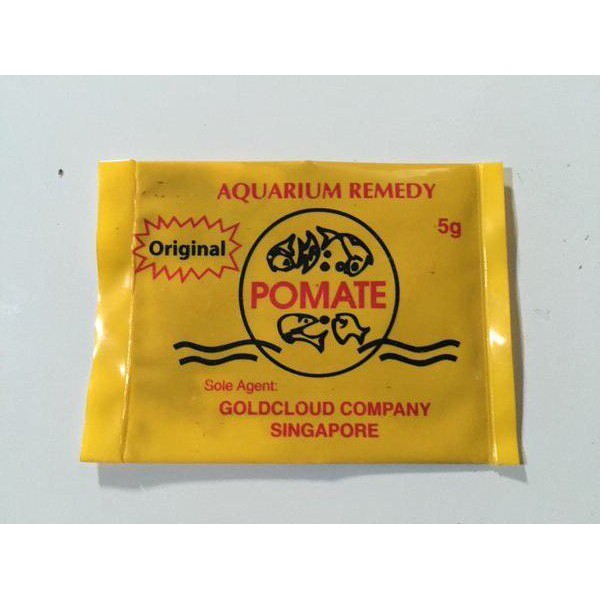 AQUARIUM REMEDY
5g
Original
POMATE
Sole Agent:
GOLDCLOUD COMPANY
SINGAPORE